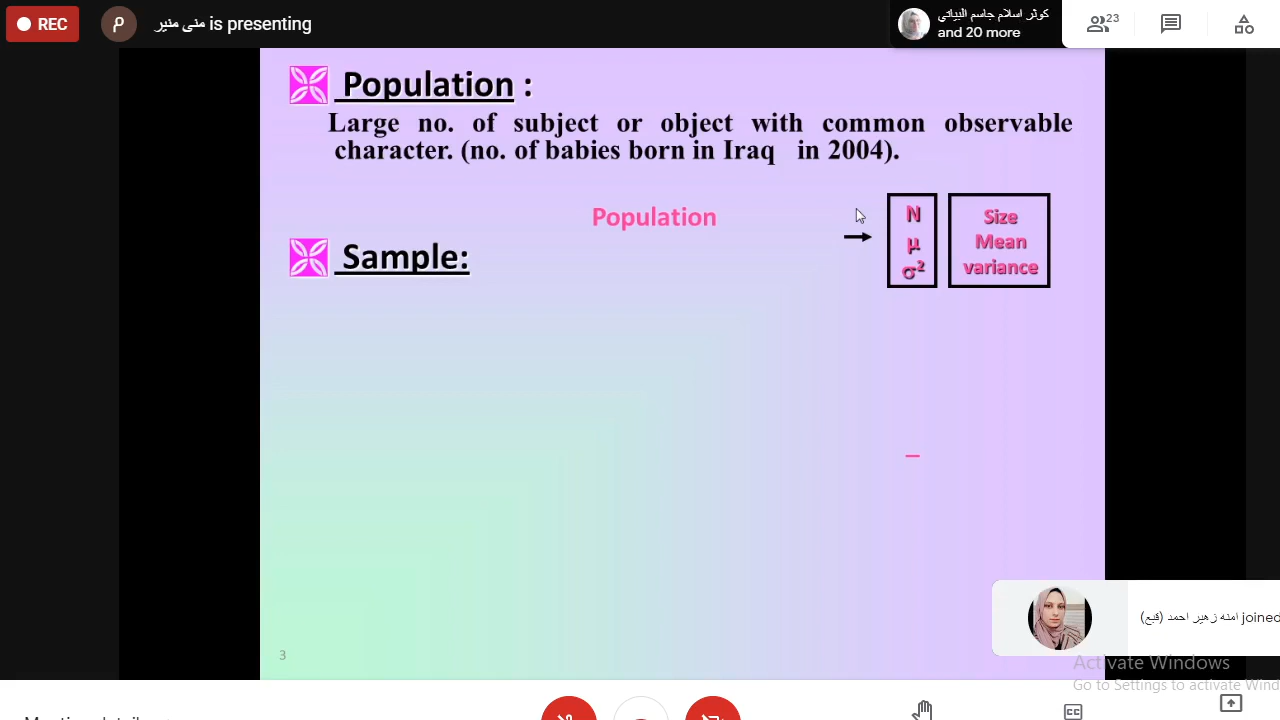 REC
م
منى منير is presenting
كوثر اسلام جاسم البياتي
and 20 more
23
Population :
Large no. of subject or object with common observable
character. (no. of babies born in Iraq in 2004).
Population
N
μ
σ²
Size
Mean
variance
Sample:
امنه زهير احمد (قبع) joined
Activate Windows
Go to Settings to activate Wind
3
CC